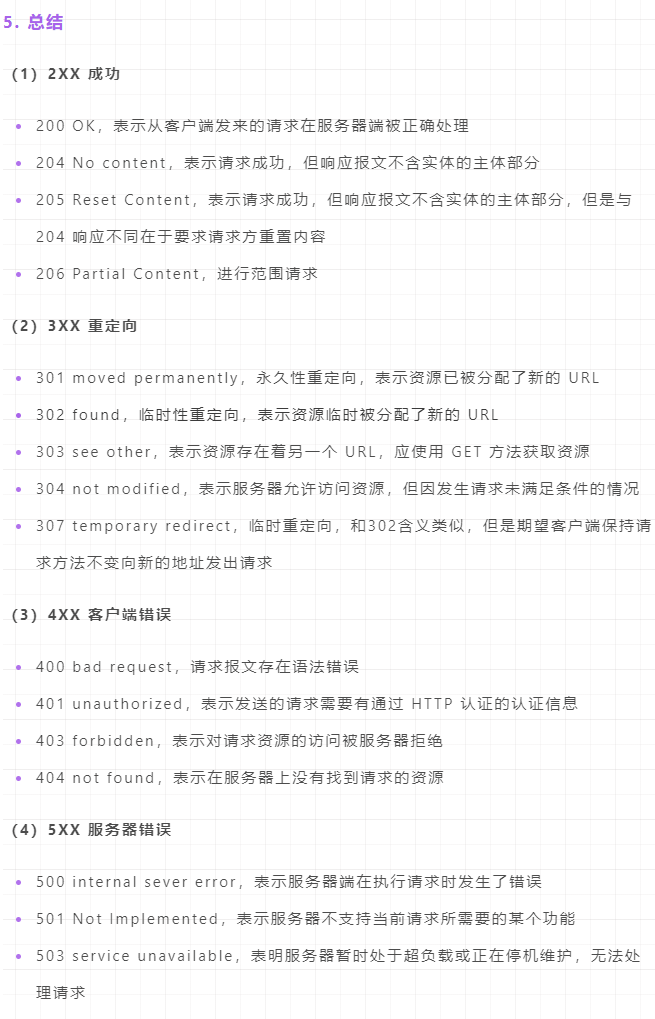 5. 总结
（1）2XX 成功
200 OK，表示从客户端发来的请求在服务器端被正确处理
204 No content，表示请求成功，但响应报文不含实体的主体部分
205 Reset Content，表示请求成功，但响应报文不含实体的主体部分，但是与
204 响应不同在于要求请求方重置内容
206 Partial Content，进行范围请求
（2）3XX 重定向
301 moved permanently，永久性重定向，表示资源已被分配了新的 URL
302 found，临时性重定向，表示资源临时被分配了新的 URL
303 see other，表示资源存在着另一个 URL，应使用 GET 方法获取资源
304 not modified，表示服务器允许访问资源，但因发生请求未满足条件的情况
307 temporary redirect，临时重定向，和302含义类似，但是期望客户端保持请
求方法不变向新的地址发出请求
（3）4XX 客户端错误
400 bad request，请求报文存在语法错误
401 unauthorized，表示发送的请求需要有通过 HTTP 认证的认证信息
403 forbidden，表示对请求资源的访问被服务器拒绝
404 not found，表示在服务器上没有找到请求的资源
（4）5XX 服务器错误
500 internal sever error，表示服务器端在执行请求时发生了错误
501 Not Implemented，表示服务器不支持当前请求所需要的某个功能
503 service unavailable，表明服务器暂时处于超负载或正在停机维护，无法处
理请求